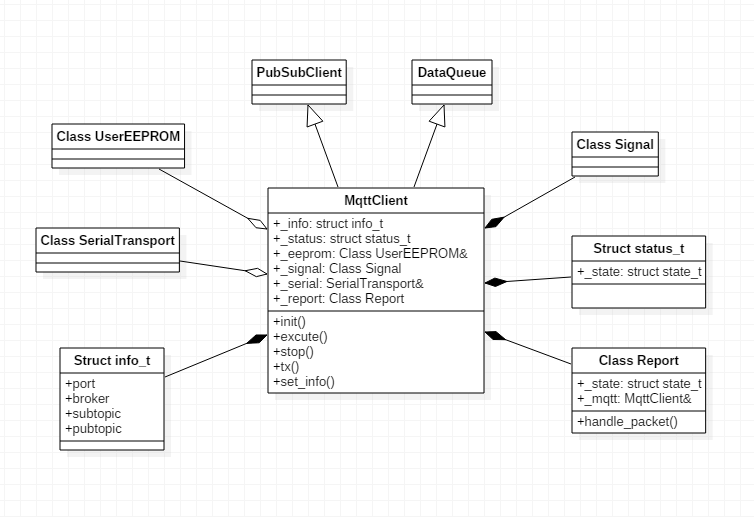 PubSubClient
DataQueue
Class UserEEPROM
Class Signal
MqttClient
+_info: struct info_t
+_status: struct status_t
+_eeprom: Class UserEEPROM&
+_signal: Class Signal
+_serial: SerialTransport&
+_report: Class Report
+init()
+excute()
+stop()
+tx()
+set_info()
Class SerialTransport
Struct status_t
+_state: struct state_t
Struct info_t
+port
+broker
+subtopic
+pubtopic
Class Report
+_state: struct state_t
+_mqtt: MqttClient&
+handle_packet()